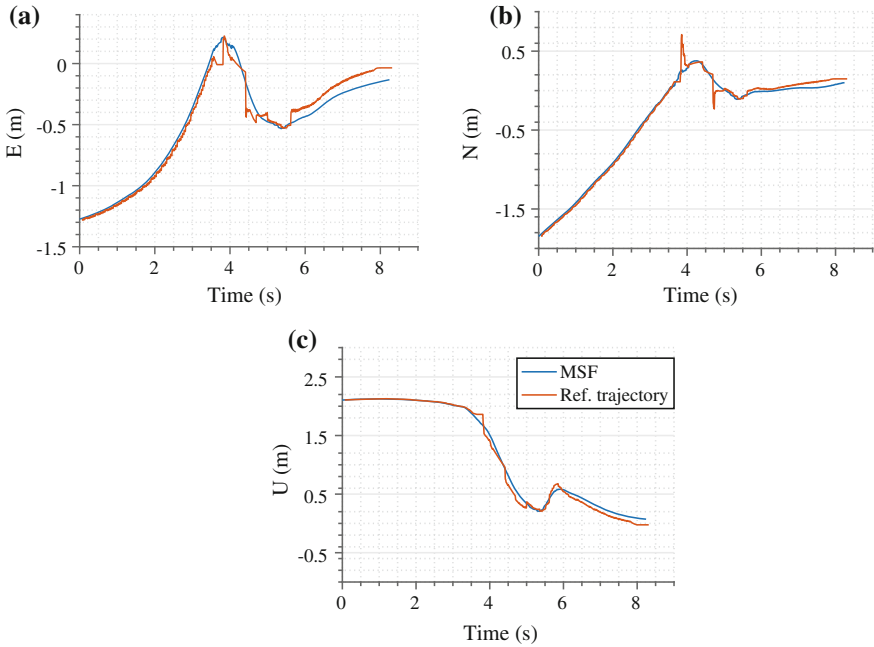 (a)
E (m)
0
-0.5
-1
-1.5
0 2 4 6 8
Time (s)
(b)
N (m)
0.5
-0.5
-1.5
0 2 4 6 8
Time (s)
(c)
U (m)
2.5
1.5
0.5
-0.5
0 2 4 6 8
Time (s)
MSF
Ref. trajectory